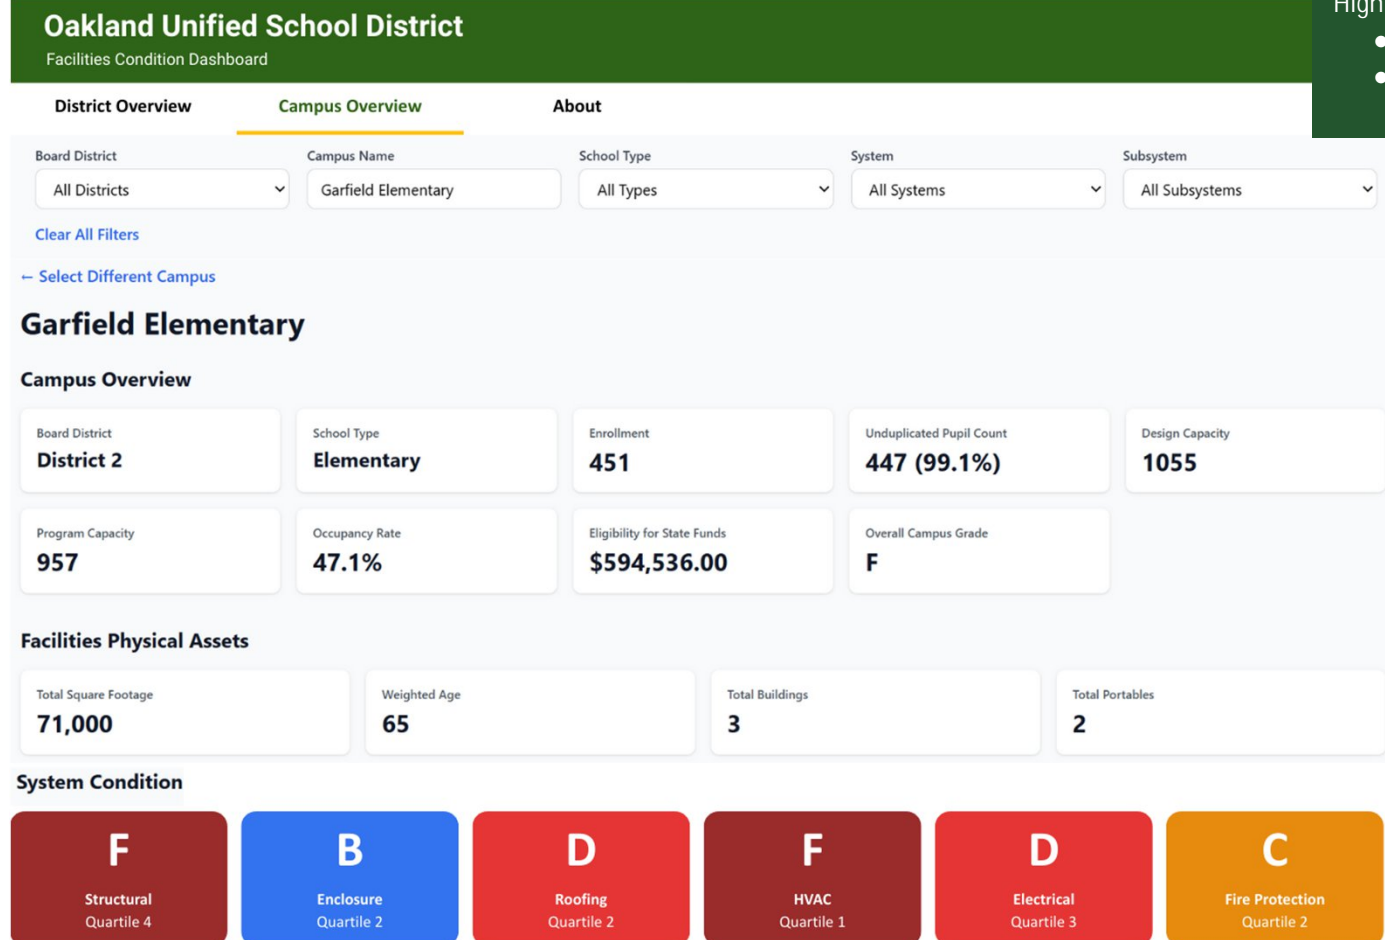 Oakland Unified School District
Facilities Condition Dashboard
High
District Overview
Campus Overview
About
Board District
Campus Name
School Type
System
Subsystem
All Districts
Garfield Elementary
All Types
All Systems
All Subsystems
Clear All Filters
← Select Different Campus
Garfield Elementary
Campus Overview
Board District
District 2
School Type
Elementary
Enrollment
451
Unduplicated Pupil Count
447 (99.1%)
Design Capacity
1055
Program Capacity
957
Occupancy Rate
47.1%
Eligibility for State Funds
$594,536.00
Overall Campus Grade
F
Facilities Physical Assets
Total Square Footage
71,000
Weighted Age
65
Total Buildings
3
Total Portables
2
System Condition
F
Structural
Quartile 4
B
Enclosure
Quartile 2
D
Roofing
Quartile 2
F
HVAC
Quartile 1
D
Electrical
Quartile 3
C
Fire Protection
Quartile 2